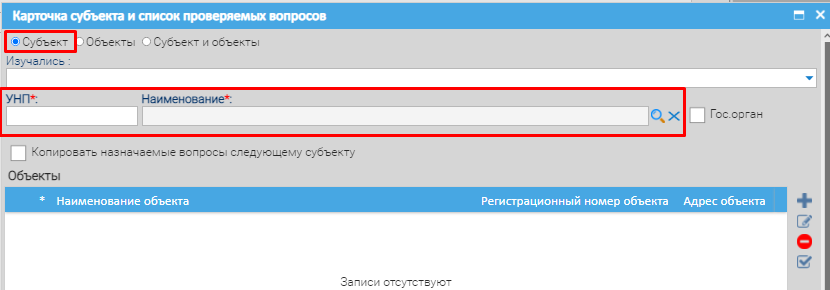 Карточка субъекта и список проверяемых вопросов
Субъект Объекты Субъект и объекты
Изучались :
УНП*: Наименование*:
Гос.орган
Копировать назначаемые вопросы следующему субъекту
Объекты
* Наименование объекта Регистрационный номер объекта Адрес объекта
Записи отсутствуют